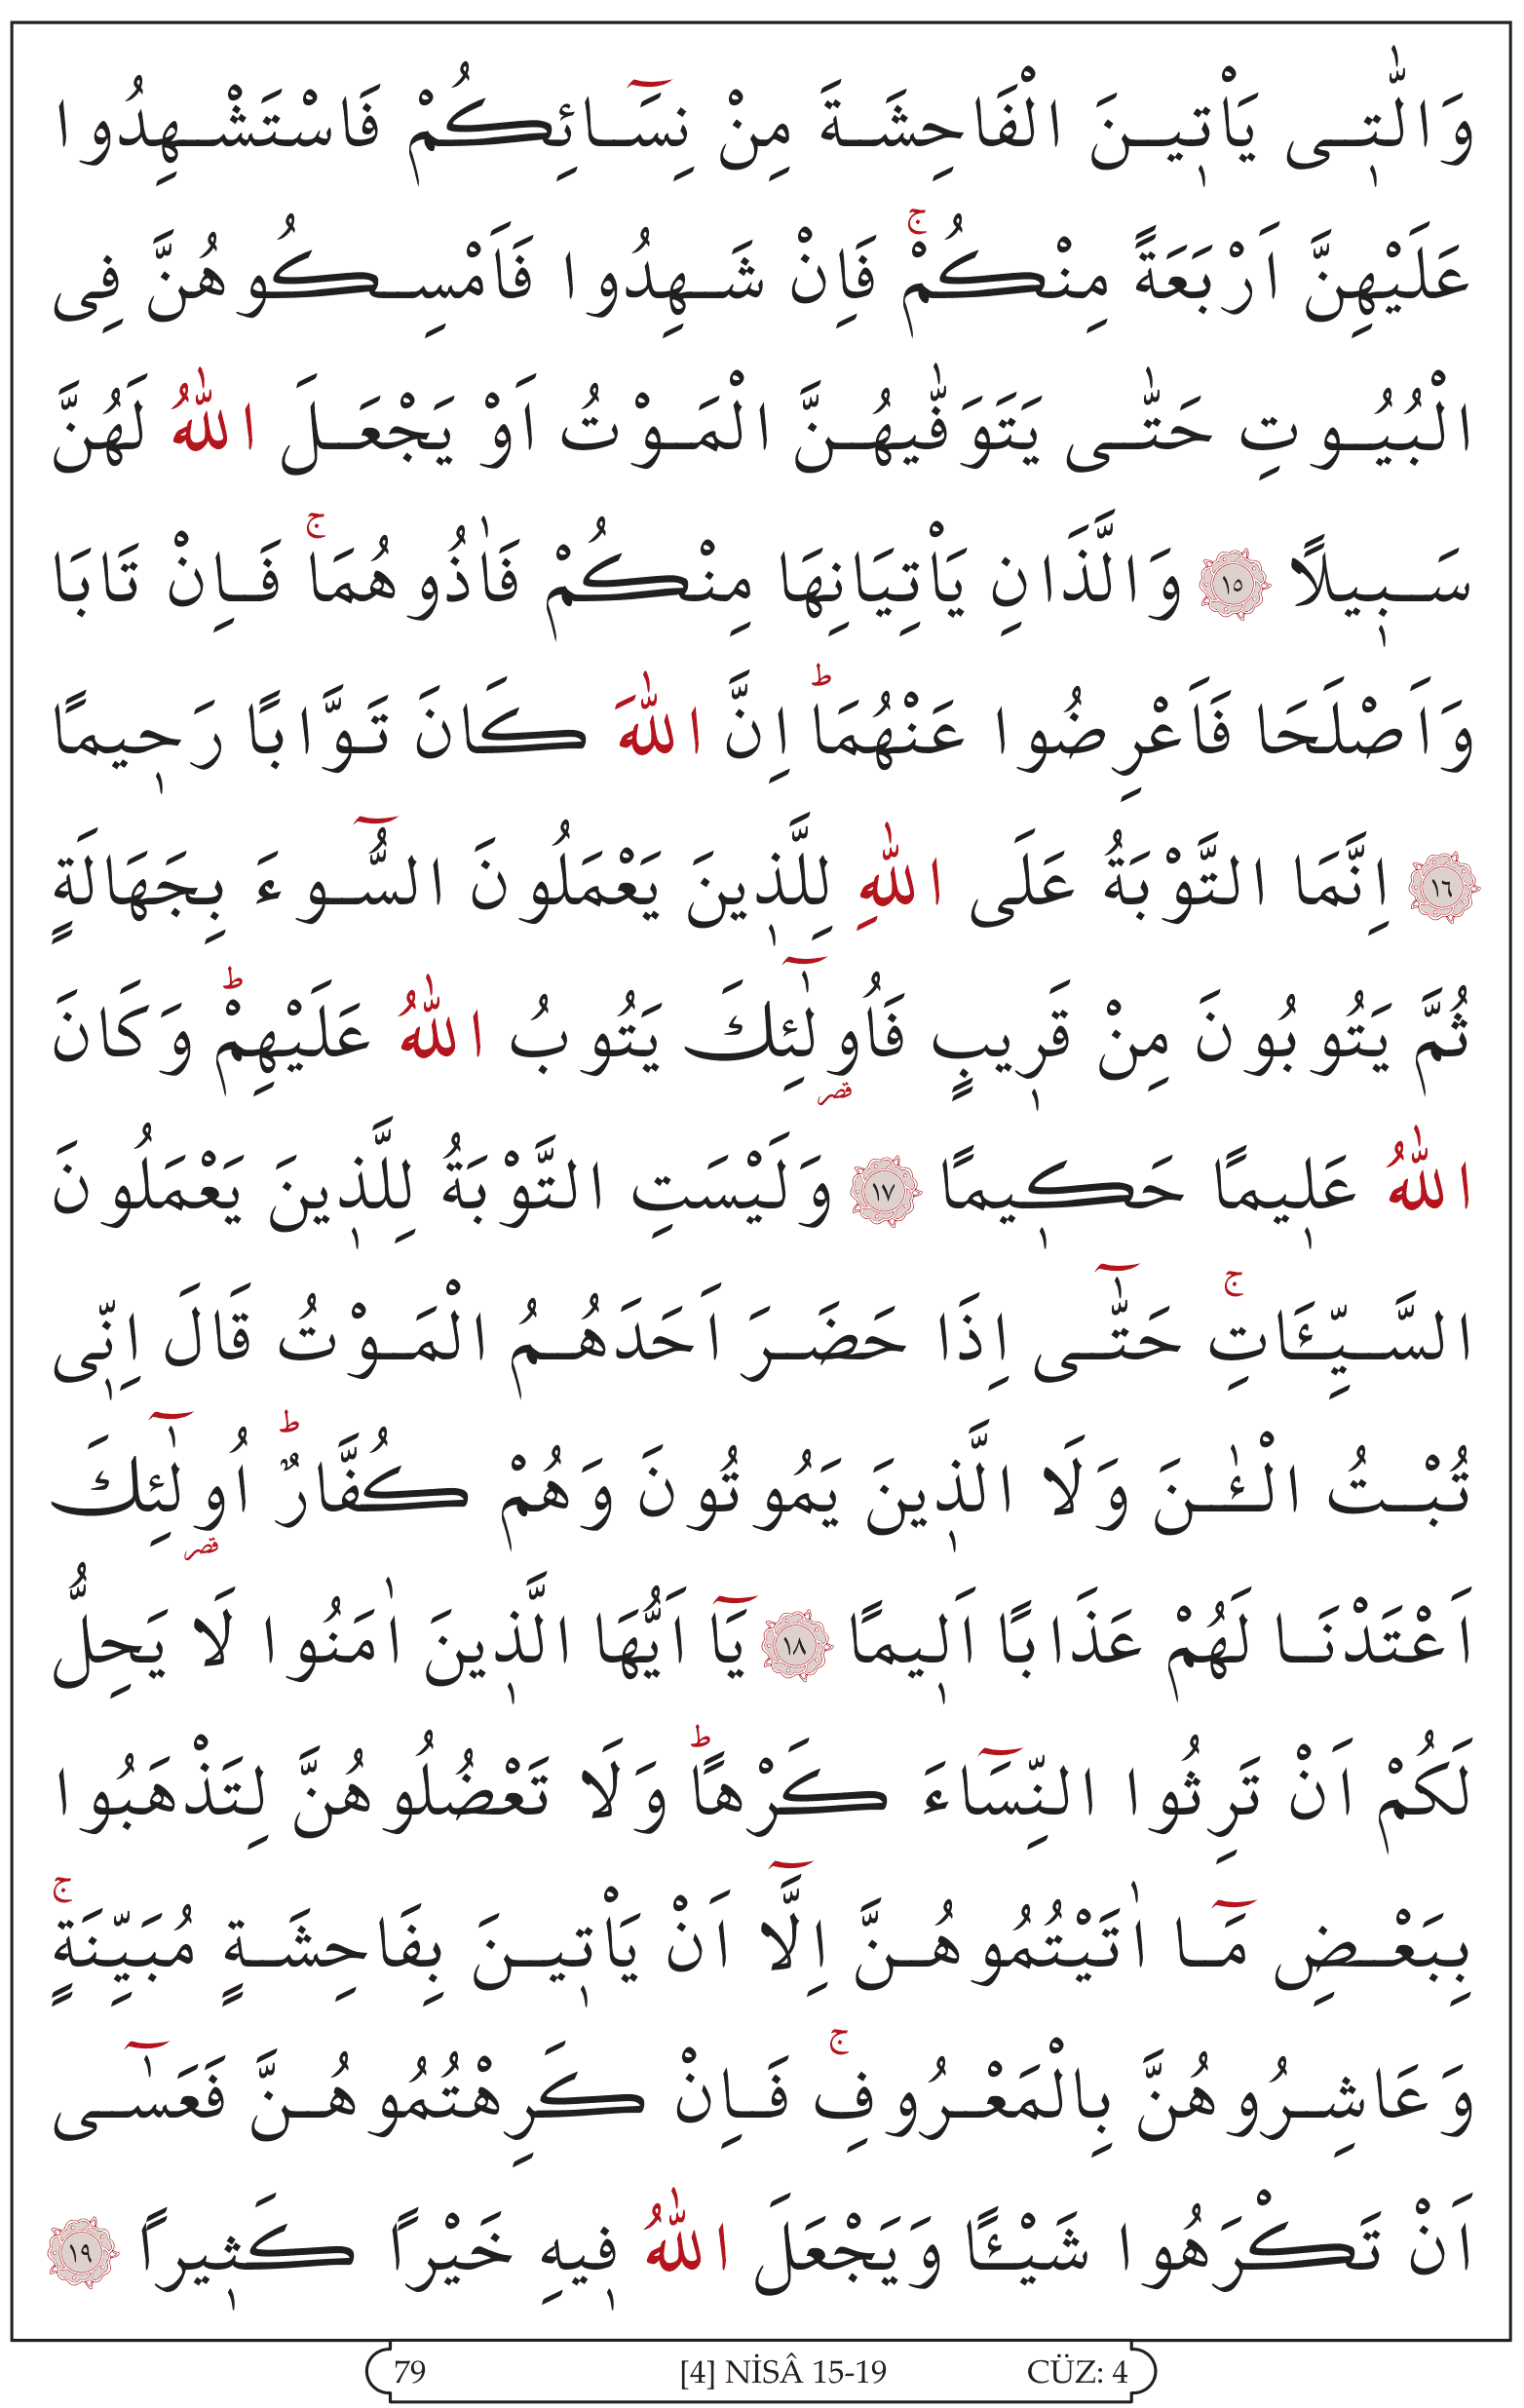 وَالّٰتٖى يَاْتٖينَ الْفَاحِشَةَ مِنْ نِسَٓائِكُمْ فَاسْتَشْهِدُوا
عَلَيْهِنَّ اَرْبَعَةً مِنْكُمْۚ فَاِنْ شَهِدُوا فَاَمْسِكُوهُنَّ فِى
الْبُيُوتِ حَتّٰى يَتَوَفّٰيهُنَّ الْمَوْتُ اَوْ يَجْعَلَ اللّٰهُ لَهُنَّ
سَبٖيلًا ﴿١٥﴾ وَالَّذَانِ يَاْتِيَانِهَا مِنْكُمْ فَاٰذُوهُمَاۚ فَاِنْ تَابَا
وَاَصْلَحَا فَاَعْرِضُوا عَنْهُمَاؕ اِنَّ اللّٰهَ كَانَ تَوَّابًا رَحٖيمًا
﴿١٦﴾ اِنَّمَا التَّوْبَةُ عَلَى اللّٰهِ لِلَّذٖينَ يَعْمَلُونَ السُّٓوءَ بِجَهَالَةٍ
ثُمَّ يَتُوبُونَ مِنْ قَرٖيبٍ فَاُو۬لٰٓئِكَ يَتُوبُ اللّٰهُ عَلَيْهِمْؕ وَكَانَ
قصر
اللّٰهُ عَلٖيمًا حَكٖيمًا ﴿١٧﴾ وَلَيْسَتِ التَّوْبَةُ لِلَّذٖينَ يَعْمَلُونَ
السَّيِّـَٔاتِۚ حَتّٰٓى اِذَا حَضَرَ اَحَدَهُمُ الْمَوْتُ قَالَ اِنّٖى
تُبْتُ الْـٰٔنَ وَلَا الَّذٖينَ يَمُوتُونَ وَهُمْ كُفَّارٌؕ اُولٰٓئِكَ
قصر
اَعْتَدْنَا لَهُمْ عَذَابًا اَلٖيمًا ﴿١٨﴾ يَٓا اَيُّهَا الَّذٖينَ اٰمَنُوا لَا يَحِلُّ
لَكُمْ اَنْ تَرِثُوا النِّسَٓاءَ كَرْهًاؕ وَلَا تَعْضُلُوهُنَّ لِتَذْهَبُوا
بِبَعْضِ مَٓا اٰتَيْتُمُوهُنَّ اِلَّٓا اَنْ يَاْتٖينَ بِفَاحِشَةٍ مُبَيِّنَةٍۚ
وَعَاشِرُوهُنَّ بِالْمَعْرُوفِۚ فَاِنْ كَرِهْتُمُوهُنَّ فَعَسٰٓى
اَنْ تَكْرَهُوا شَيْـًٔا وَيَجْعَلَ اللّٰهُ فٖيهِ خَيْرًا كَثٖيرًا ﴿١٩﴾
79 [4] NİSÂ 15-19 CÜZ: 4